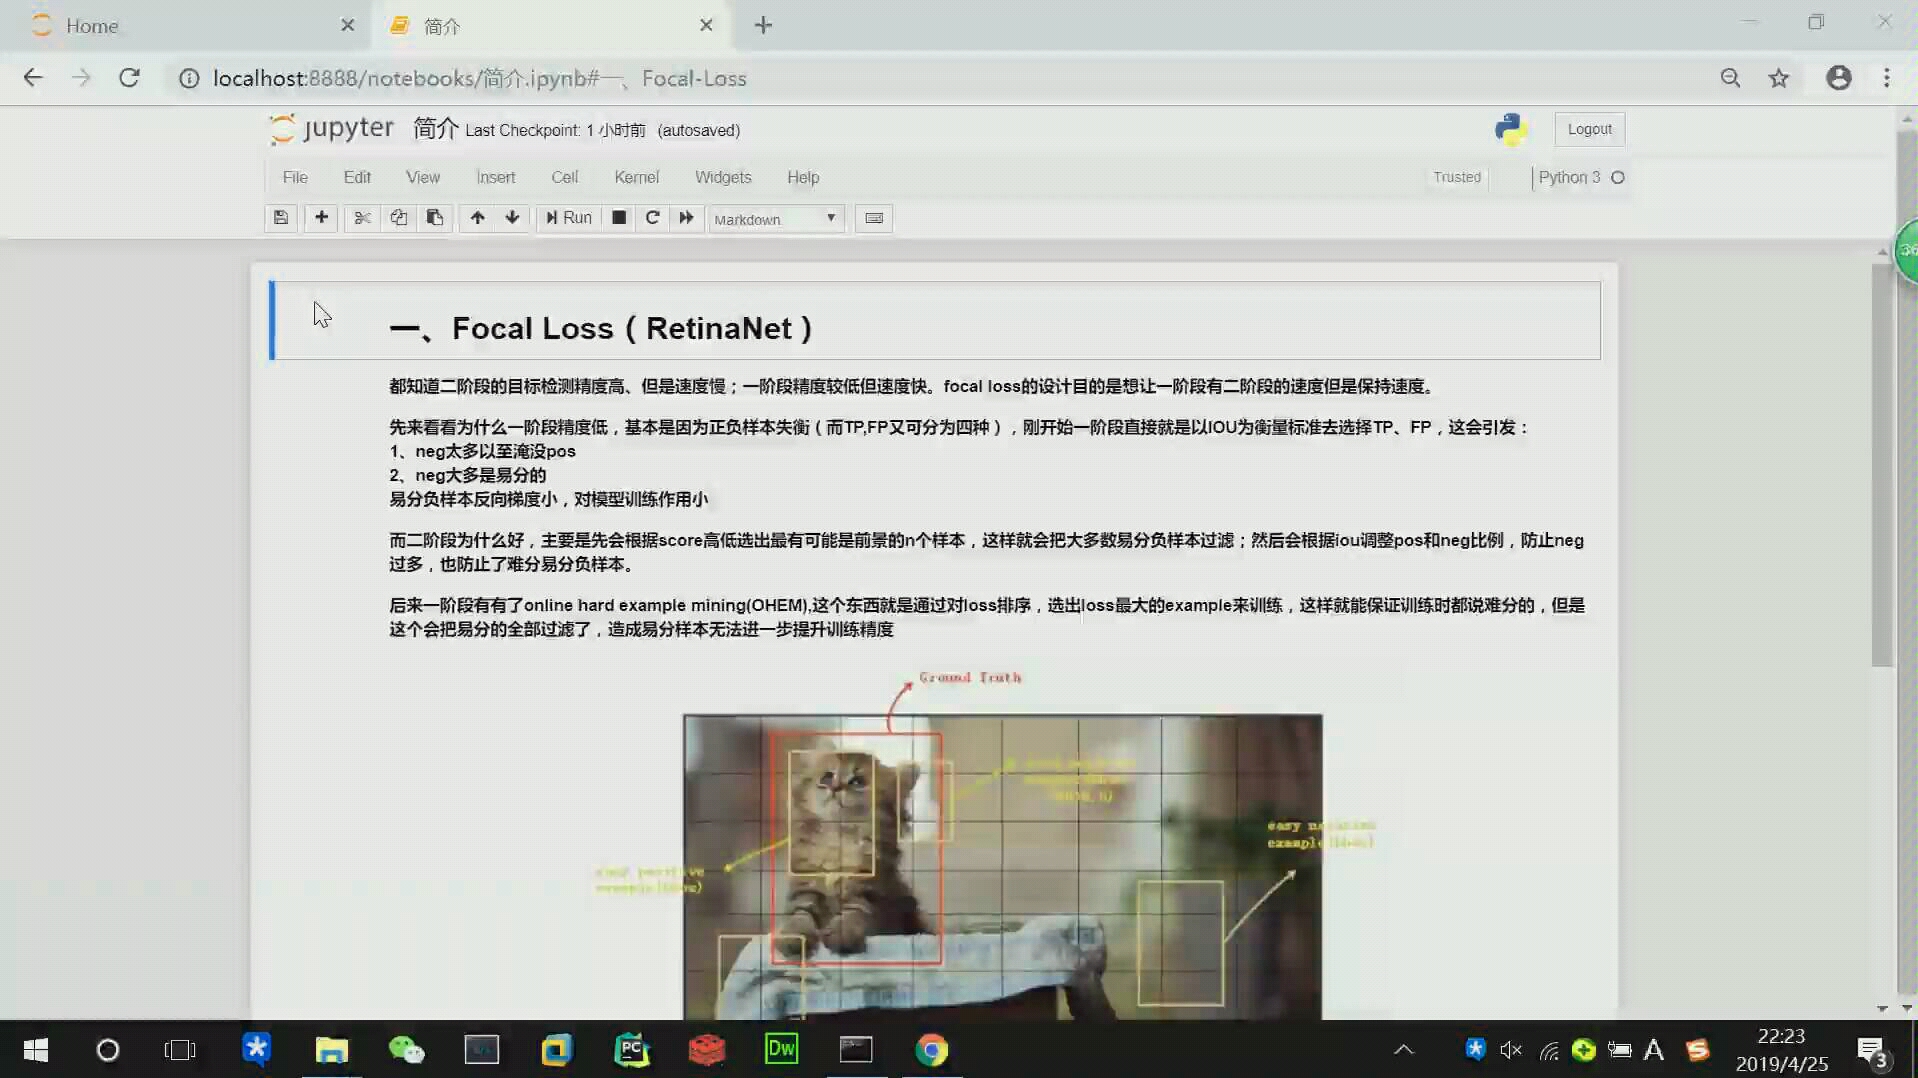 Home
简介
localhost:8888/notebooks/简介.ipynb#一、Focal-Loss
jupyter 简介 Last Checkpoint: 1 小时前 (autosaved)
Logout
File Edit View Insert Cell Kernel Widgets Help
Trusted
Python 3
Run
Markdown
36
一、Focal Loss（RetinaNet）
都知道二阶段的目标检测精度高、但是速度慢；一阶段精度较低但速度快。focal loss的设计目的是想让一阶段有二阶段的速度但是保持速度。
先来看看为什么一阶段精度低，基本是因为正负样本失衡（而TP,FP又可分为四种），刚开始一阶段直接就是以IOU为衡量标准去选择TP、FP，这会引发：
1、neg太多以至淹没pos
2、neg大多是易分的
易分负样本反向梯度小，对模型训练作用小
而二阶段为什么好，主要是先会根据score高低选出最有可能是前景的n个样本，这样就会把大多数易分负样本过滤；然后会根据iou调整pos和neg比例，防止neg
过多，也防止了难分易分负样本。
后来一阶段有有了online hard example mining(OHEM),这个东西就是通过对loss排序，选出loss最大的example来训练，这样就能保证训练时都说难分的，但是
这个会把易分的全部过滤了，造成易分样本无法进一步提升训练精度
Ground Truth
easy positive
easy negative
PC
Dw
A
22:23
2019/4/25
3